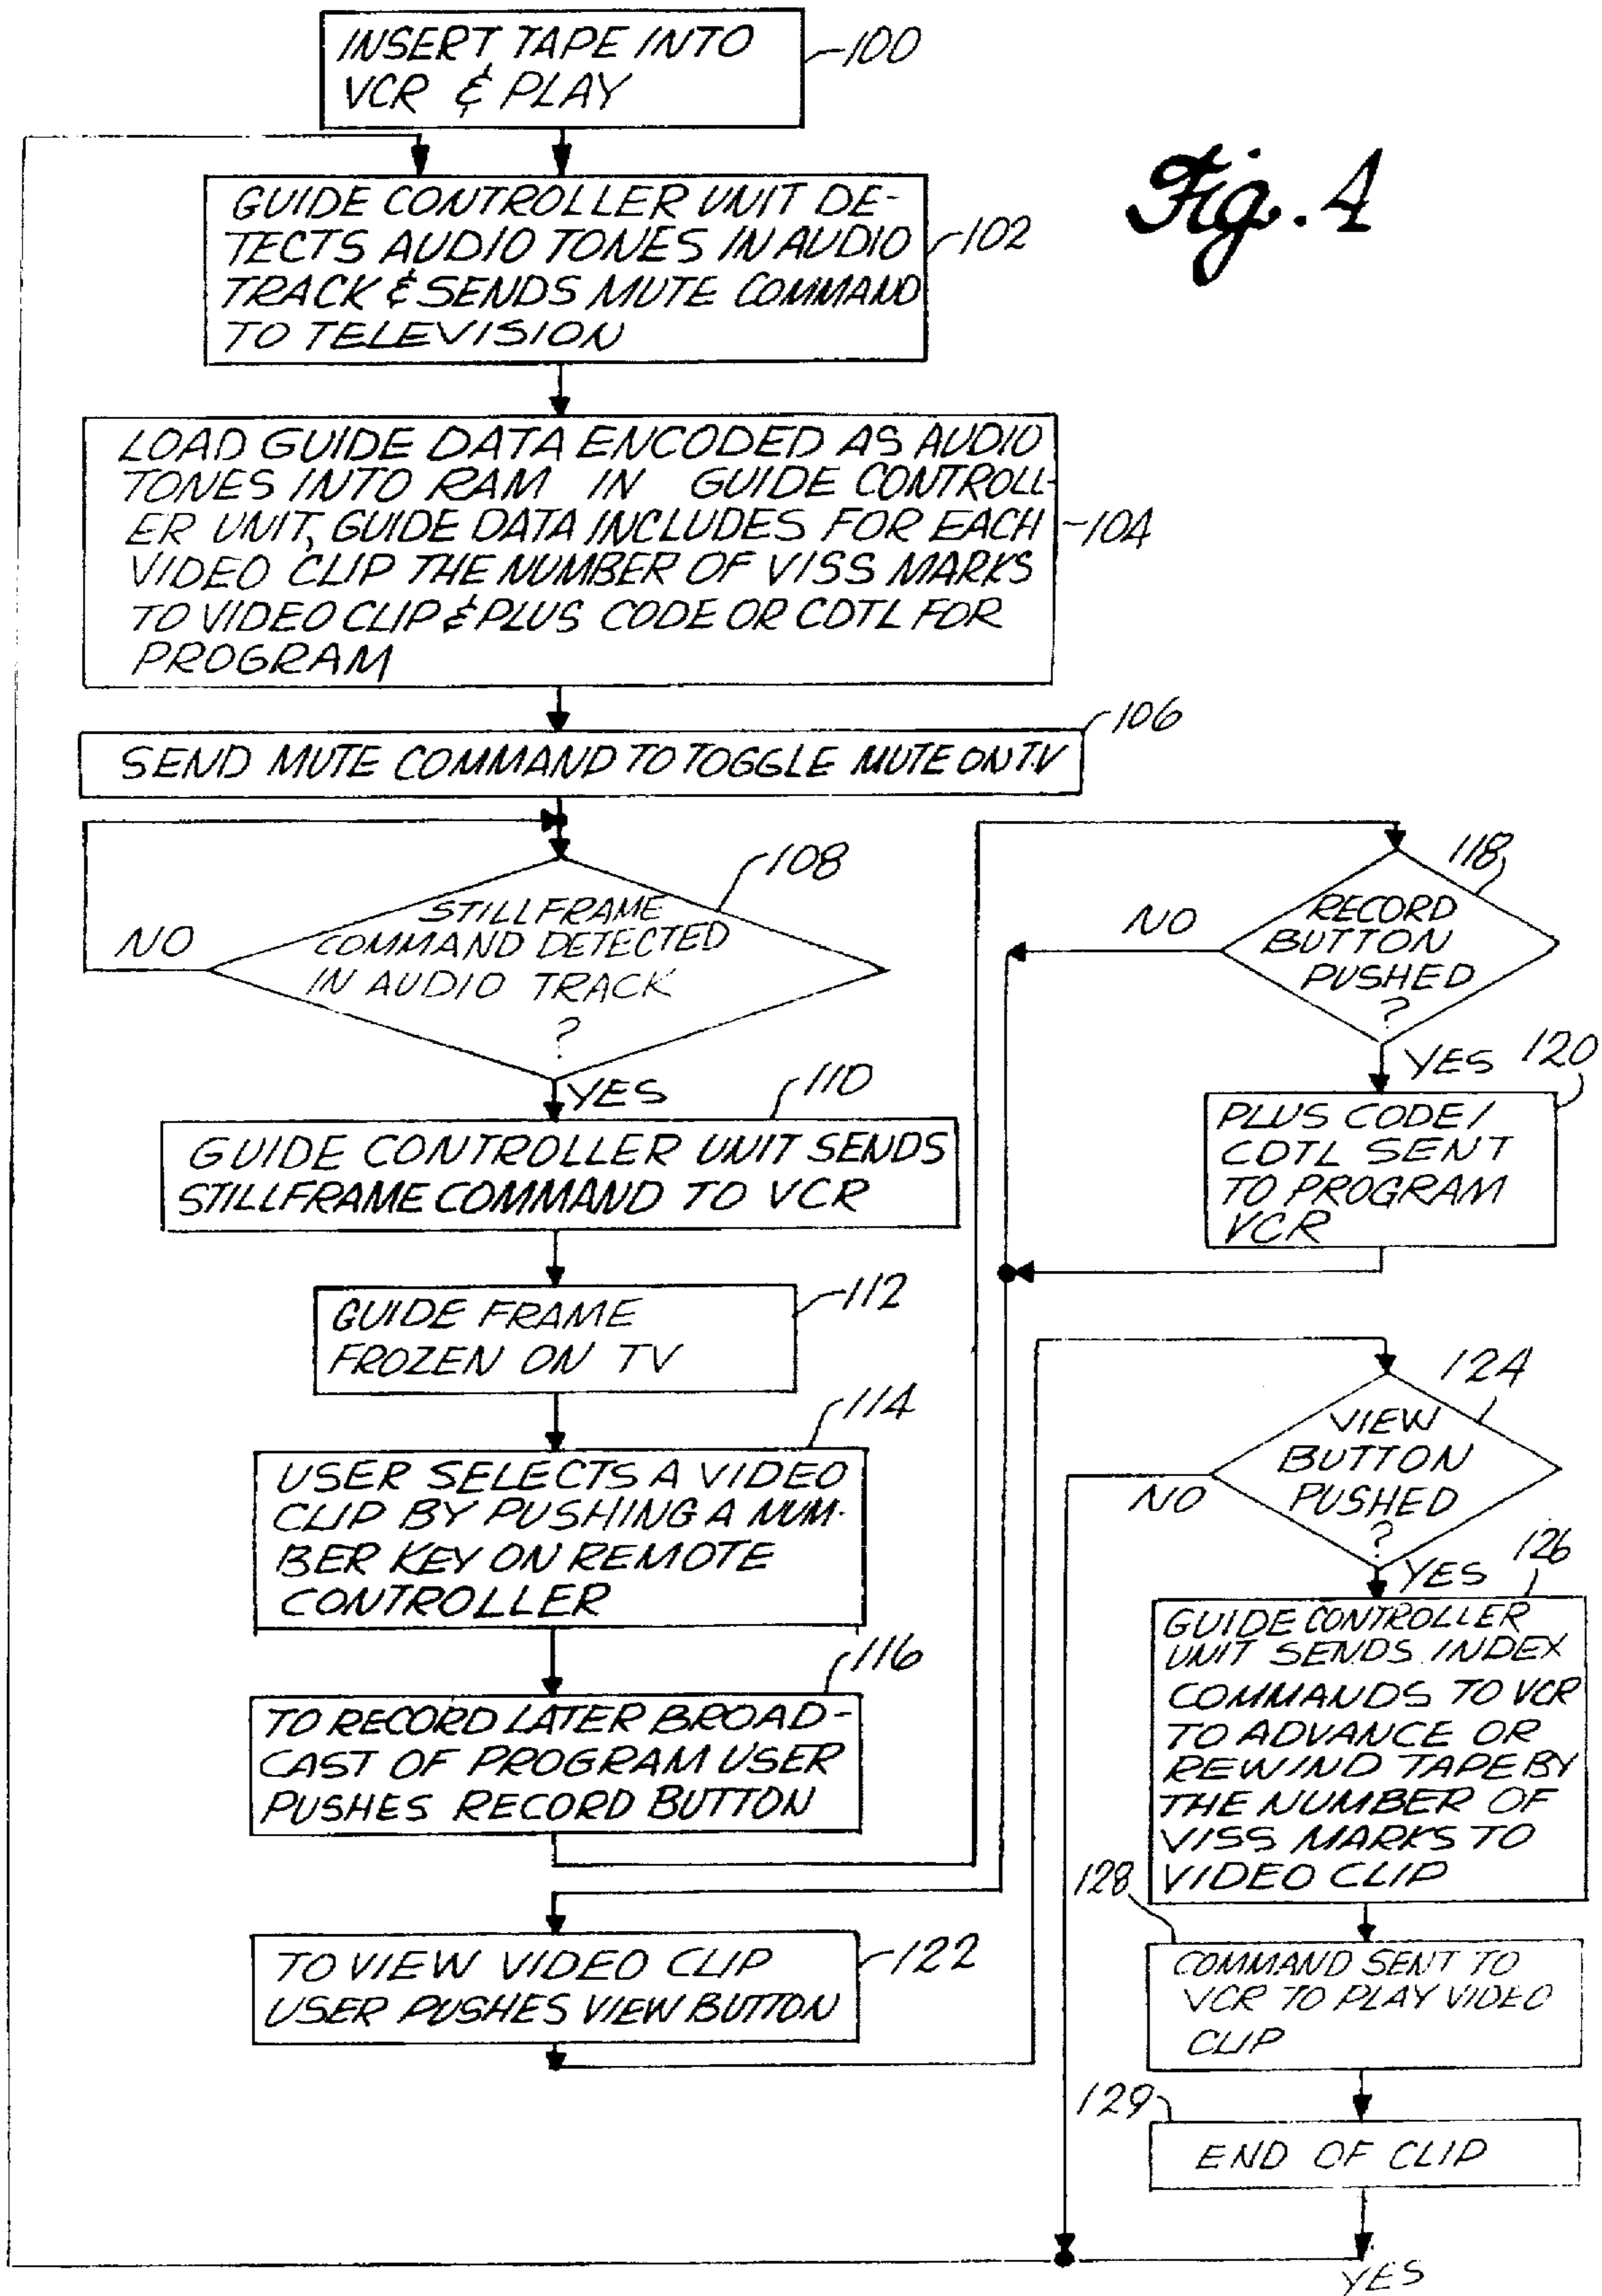 INSERT TAPE INTO
VCR & PLAY
100
Fig. 4
GUIDE CONTROLLER UNIT DE-
TECTS AUDIO TONES IN AUDIO
TRACK & SENDS MUTE COMMAND
TO TELEVISION
102
LOAD GUIDE DATA ENCODED AS AUDIO
TONES INTO RAM IN GUIDE CONTROLL-
ER UNIT, GUIDE DATA INCLUDES FOR EACH
VIDEO CLIP THE NUMBER OF VISS MARKS
TO VIDEO CLIP & PLUS CODE OR CDTL FOR
PROGRAM
104
106
SEND MUTE COMMAND TO TOGGLE MUTE ON T.V
108
STILLFRAME
COMMAND DETECTED
IN AUDIO TRACK
?
NO
YES
110
GUIDE CONTROLLER UNIT SENDS
STILLFRAME COMMAND TO VCR
GUIDE FRAME
FROZEN ON TV
112
114
USER SELECTS A VIDEO
CLIP BY PUSHING A NUM-
BER KEY ON REMOTE
CONTROLLER
116
TO RECORD LATER BROAD-
CAST OF PROGRAM USER
PUSHES RECORD BUTTON
118
RECORD
BUTTON
PUSHED
?
NO
YES
120
PLUS CODE/
CDTL SENT
TO PROGRAM
VCR
TO VIEW VIDEO CLIP
USER PUSHES VIEW BUTTON
122
124
VIEW
BUTTON
PUSHED
?
NO
YES
126
GUIDE CONTROLLER
UNIT SENDS INDEX
COMMANDS TO VCR
TO ADVANCE OR
REWIND TAPE BY
THE NUMBER OF
VISS MARKS TO
VIDEO CLIP
128
COMMAND SENT TO
VCR TO PLAY VIDEO
CLIP
129
END OF CLIP
YES